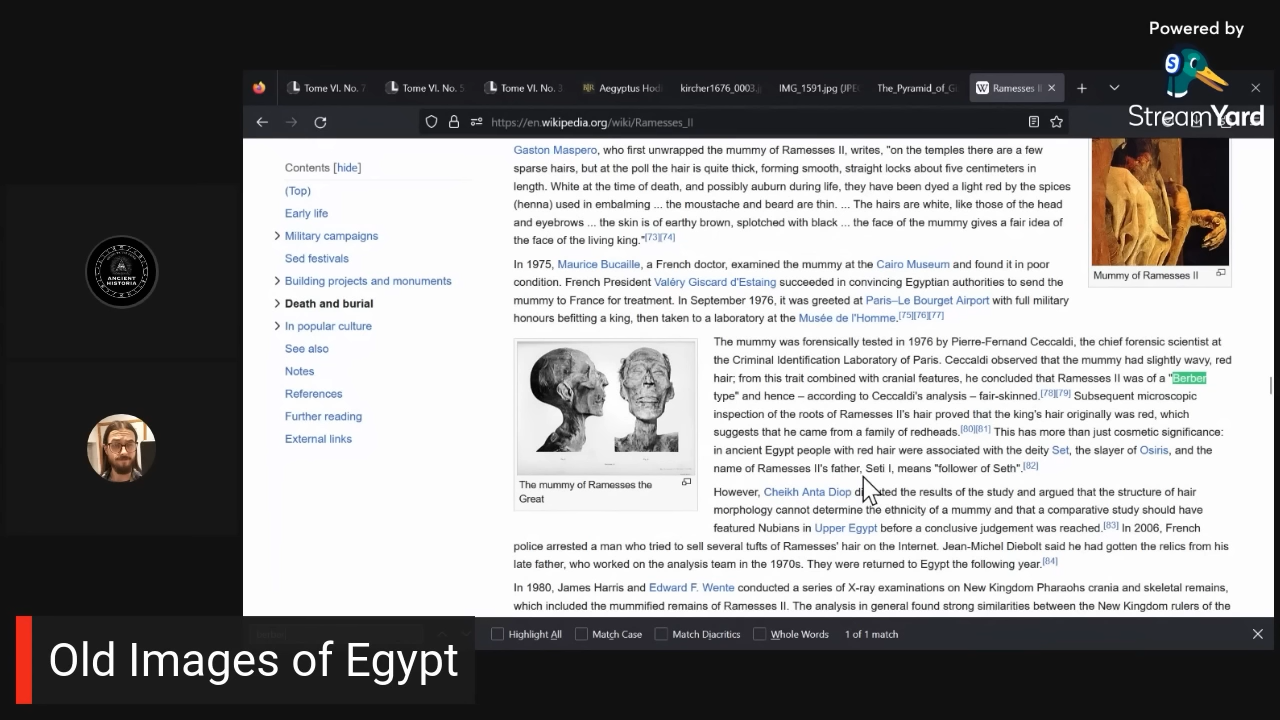 Powered by
StreamYard
Tome VI. No. 7
Tome VI. No. 5
Tome VI. No. 3
Aegyptus Hodi
kircher1676_0003.j
IMG_1591.jpg (JPE
The_Pyramid_of_G
Ramesses II
https://en.wikipedia.org/wiki/Ramesses_II
Contents [hide]
(Top)
Early life
Military campaigns
Sed festivals
Building projects and monuments
Death and burial
In popular culture
See also
Notes
References
Further reading
External links
Gaston Maspero, who first unwrapped the mummy of Ramesses II, writes, "on the temples there are a few
sparse hairs, but at the poll the hair is quite thick, forming smooth, straight locks about five centimeters in
length. White at the time of death, and possibly auburn during life, they have been dyed a light red by the spices
(henna) used in embalming ... the moustache and beard are thin. ... The hairs are white, like those of the head
and eyebrows ... the skin is of earthy brown, splotched with black ... the face of the mummy gives a fair idea of
the face of the living king."[73][74]
Mummy of Ramesses II
In 1975, Maurice Bucaille, a French doctor, examined the mummy at the Cairo Museum and found it in poor
condition. French President Valéry Giscard d'Estaing succeeded in convincing Egyptian authorities to send the
mummy to France for treatment. In September 1976, it was greeted at Paris–Le Bourget Airport with full military
honours befitting a king, then taken to a laboratory at the Musée de l'Homme.[75][76][77]
The mummy of Ramesses the
Great
The mummy was forensically tested in 1976 by Pierre-Fernand Ceccaldi, the chief forensic scientist at
the Criminal Identification Laboratory of Paris. Ceccaldi observed that the mummy had slightly wavy, red
hair; from this trait combined with cranial features, he concluded that Ramesses II was of a "Berber
type" and hence – according to Ceccaldi's analysis – fair-skinned.[78][79] Subsequent microscopic
inspection of the roots of Ramesses II's hair proved that the king's hair originally was red, which
suggests that he came from a family of redheads.[80][81] This has more than just cosmetic significance:
in ancient Egypt people with red hair were associated with the deity Set, the slayer of Osiris, and the
name of Ramesses II's father, Seti I, means "follower of Seth".[82]
However, Cheikh Anta Diop the results of the study and argued that the structure of hair
morphology cannot determine the ethnicity of a mummy and that a comparative study should have
featured Nubians in Upper Egypt before a conclusive judgement was reached.[83] In 2006, French
police arrested a man who tried to sell several tufts of Ramesses' hair on the Internet. Jean-Michel Diebolt said he had gotten the relics from his
late father, who worked on the analysis team in the 1970s. They were returned to Egypt the following year.[84]
In 1980, James Harris and Edward F. Wente conducted a series of X-ray examinations on New Kingdom Pharaohs crania and skeletal remains,
which included the mummified remains of Ramesses II. The analysis in general found strong similarities between the New Kingdom rulers of the
Highlight All Match Case Match Diacritics Whole Words 1 of 1 match
ANCIENT
HISTORIA
Old Images of Egypt